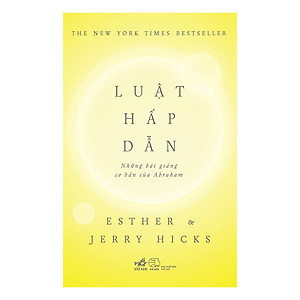 THE NEW YORK TIMES BESTSELLER
LUẬT
HẤP
DẪN
Những bài giảng
cơ bản của Abraham
ESTHER &
JERRY HICKS